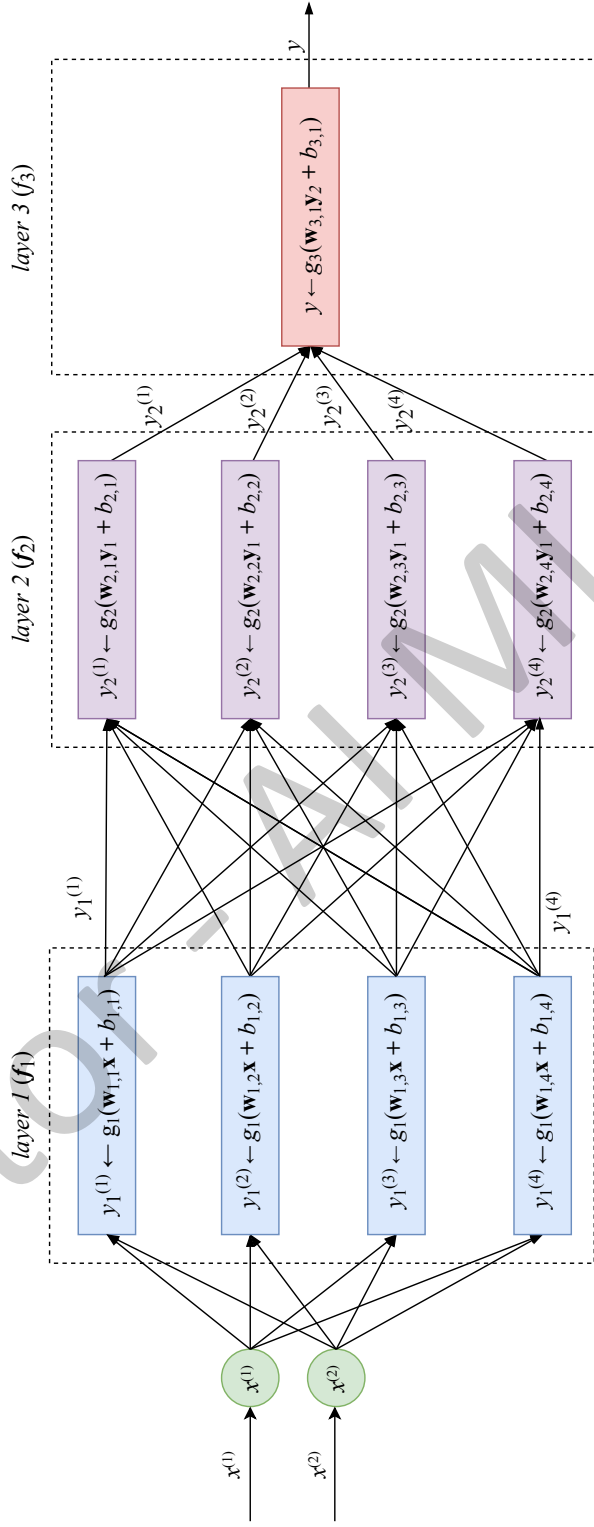 layer 1 (f₁)
layer 2 (f₂)
layer 3 (f₃)
x⁽¹⁾
x⁽²⁾
x⁽¹⁾
x⁽²⁾
y₁⁽¹⁾ ← g₁(w₁,₁x + b₁,₁)
y₁⁽²⁾ ← g₁(w₁,₂x + b₁,₂)
y₁⁽³⁾ ← g₁(w₁,₃x + b₁,₃)
y₁⁽⁴⁾ ← g₁(w₁,₄x + b₁,₄)
y₁⁽¹⁾
y₁⁽⁴⁾
y₂⁽¹⁾ ← g₂(w₂,₁y₁ + b₂,₁)
y₂⁽²⁾ ← g₂(w₂,₂y₁ + b₂,₂)
y₂⁽³⁾ ← g₂(w₂,₃y₁ + b₂,₃)
y₂⁽⁴⁾ ← g₂(w₂,₄y₁ + b₂,₄)
y₂⁽¹⁾
y₂⁽²⁾
y₂⁽³⁾
y₂⁽⁴⁾
y ← g₃(w₃,₁y₂ + b₃,₁)
y